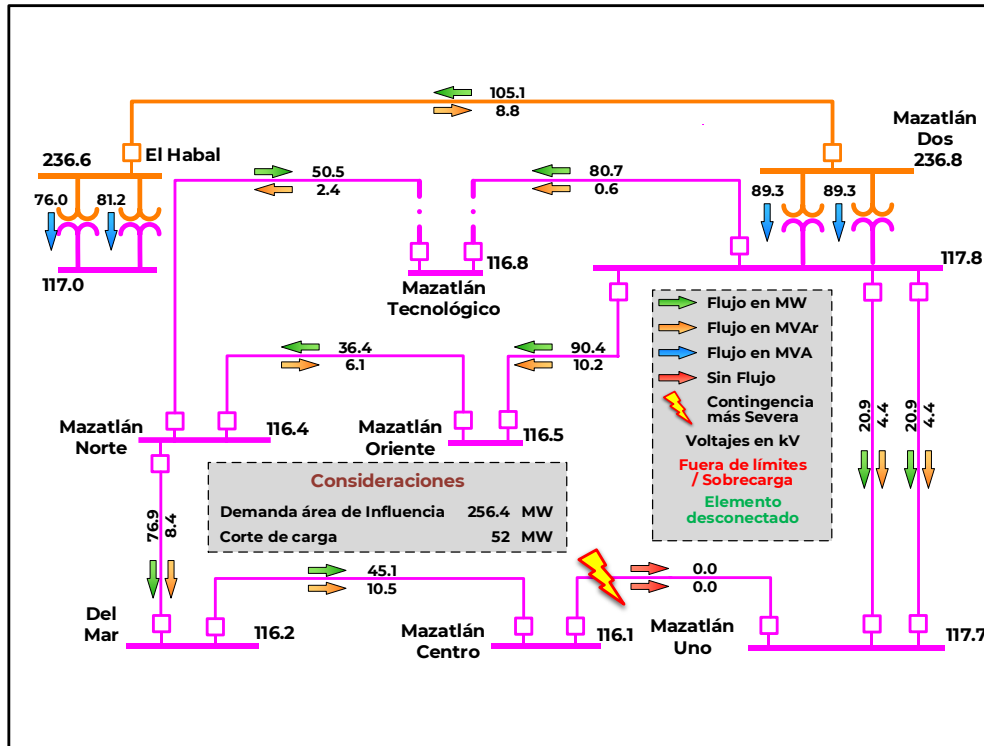 105.1
8.8
Mazatlán
Dos
236.8
El Habal
236.6
50.5
2.4
80.7
0.6
76.0
81.2
89.3
89.3
117.0
116.8
117.8
Mazatlán
Tecnológico
Flujo en MW
Flujo en MVAr
Flujo en MVA
Sin Flujo
Contingencia
más Severa
Voltajes en kV
Fuera de límites
/ Sobrecarga
Elemento
desconectado
36.4
6.1
90.4
10.2
20.9
4.4
20.9
4.4
Mazatlán
Norte
116.4
Mazatlán
Oriente
116.5
Consideraciones
Demanda área de Influencia 256.4 MW
Corte de carga 52 MW
76.9
8.4
45.1
10.5
0.0
0.0
Del
Mar
116.2
Mazatlán
Centro
116.1
Mazatlán
Uno
117.7